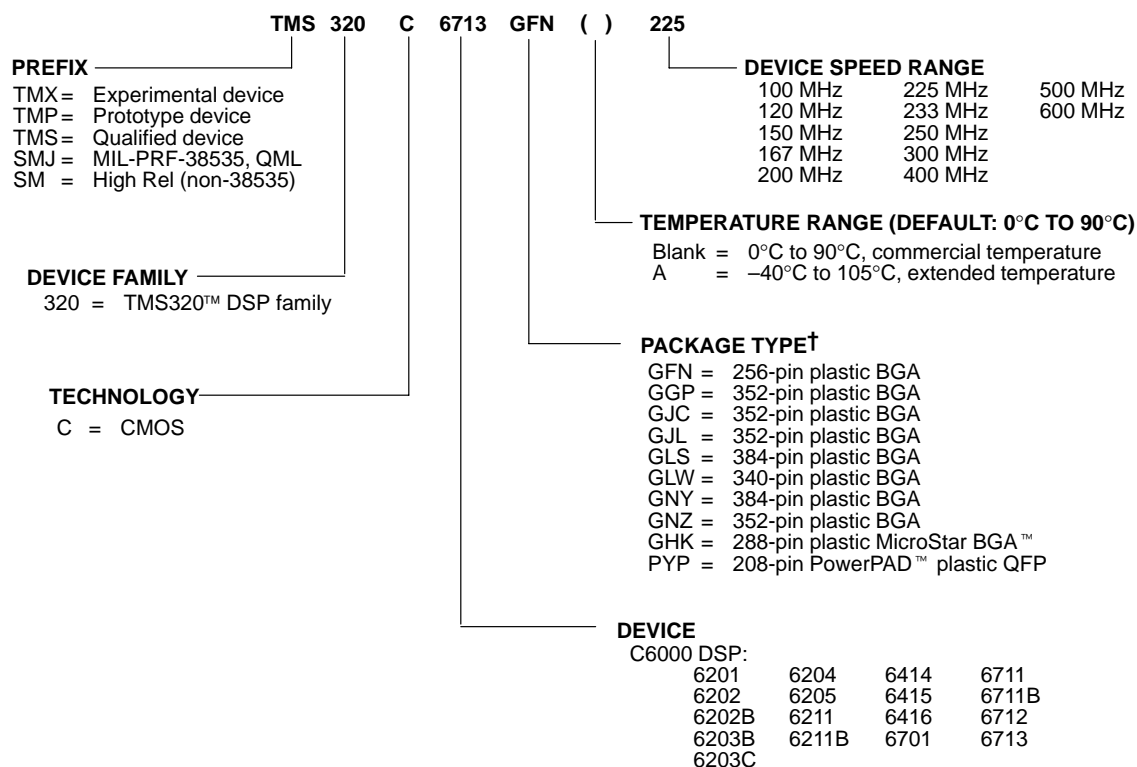 TMS 320 C 6713 GFN ( ) 225
PREFIX
TMX = Experimental device
TMP = Prototype device
TMS = Qualified device
SMJ = MIL-PRF-38535, QML
SM = High Rel (non-38535)
DEVICE SPEED RANGE
100 MHz 225 MHz 500 MHz
120 MHz 233 MHz 600 MHz
150 MHz 250 MHz
167 MHz 300 MHz
200 MHz 400 MHz
TEMPERATURE RANGE (DEFAULT: 0°C TO 90°C)
Blank = 0°C to 90°C, commercial temperature
A = –40°C to 105°C, extended temperature
DEVICE FAMILY
320 = TMS320™ DSP family
PACKAGE TYPE†
GFN = 256-pin plastic BGA
GGP = 352-pin plastic BGA
GJC = 352-pin plastic BGA
GJL = 352-pin plastic BGA
GLS = 384-pin plastic BGA
GLW = 340-pin plastic BGA
GNY = 384-pin plastic BGA
GNZ = 352-pin plastic BGA
GHK = 288-pin plastic MicroStar BGA™
PYP = 208-pin PowerPAD™ plastic QFP
TECHNOLOGY
C = CMOS
DEVICE
C6000 DSP:
6201 6204 6414 6711
6202 6205 6415 6711B
6202B 6211 6416 6712
6203B 6211B 6701 6713
6203C